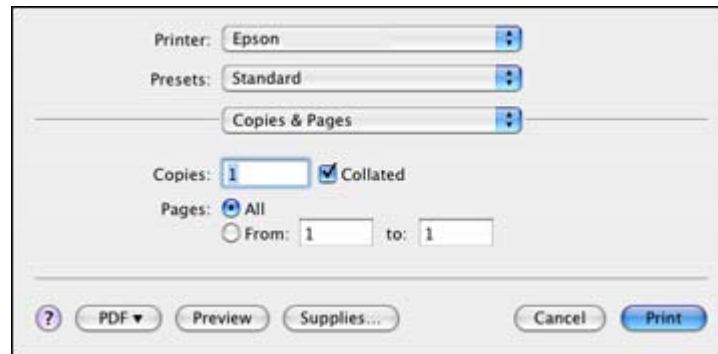 Printer: Epson
Presets: Standard
Copies & Pages
Copies: 1 Collated
Pages: All
From: 1 to: 1
? PDF ▼ Preview Supplies... Cancel Print